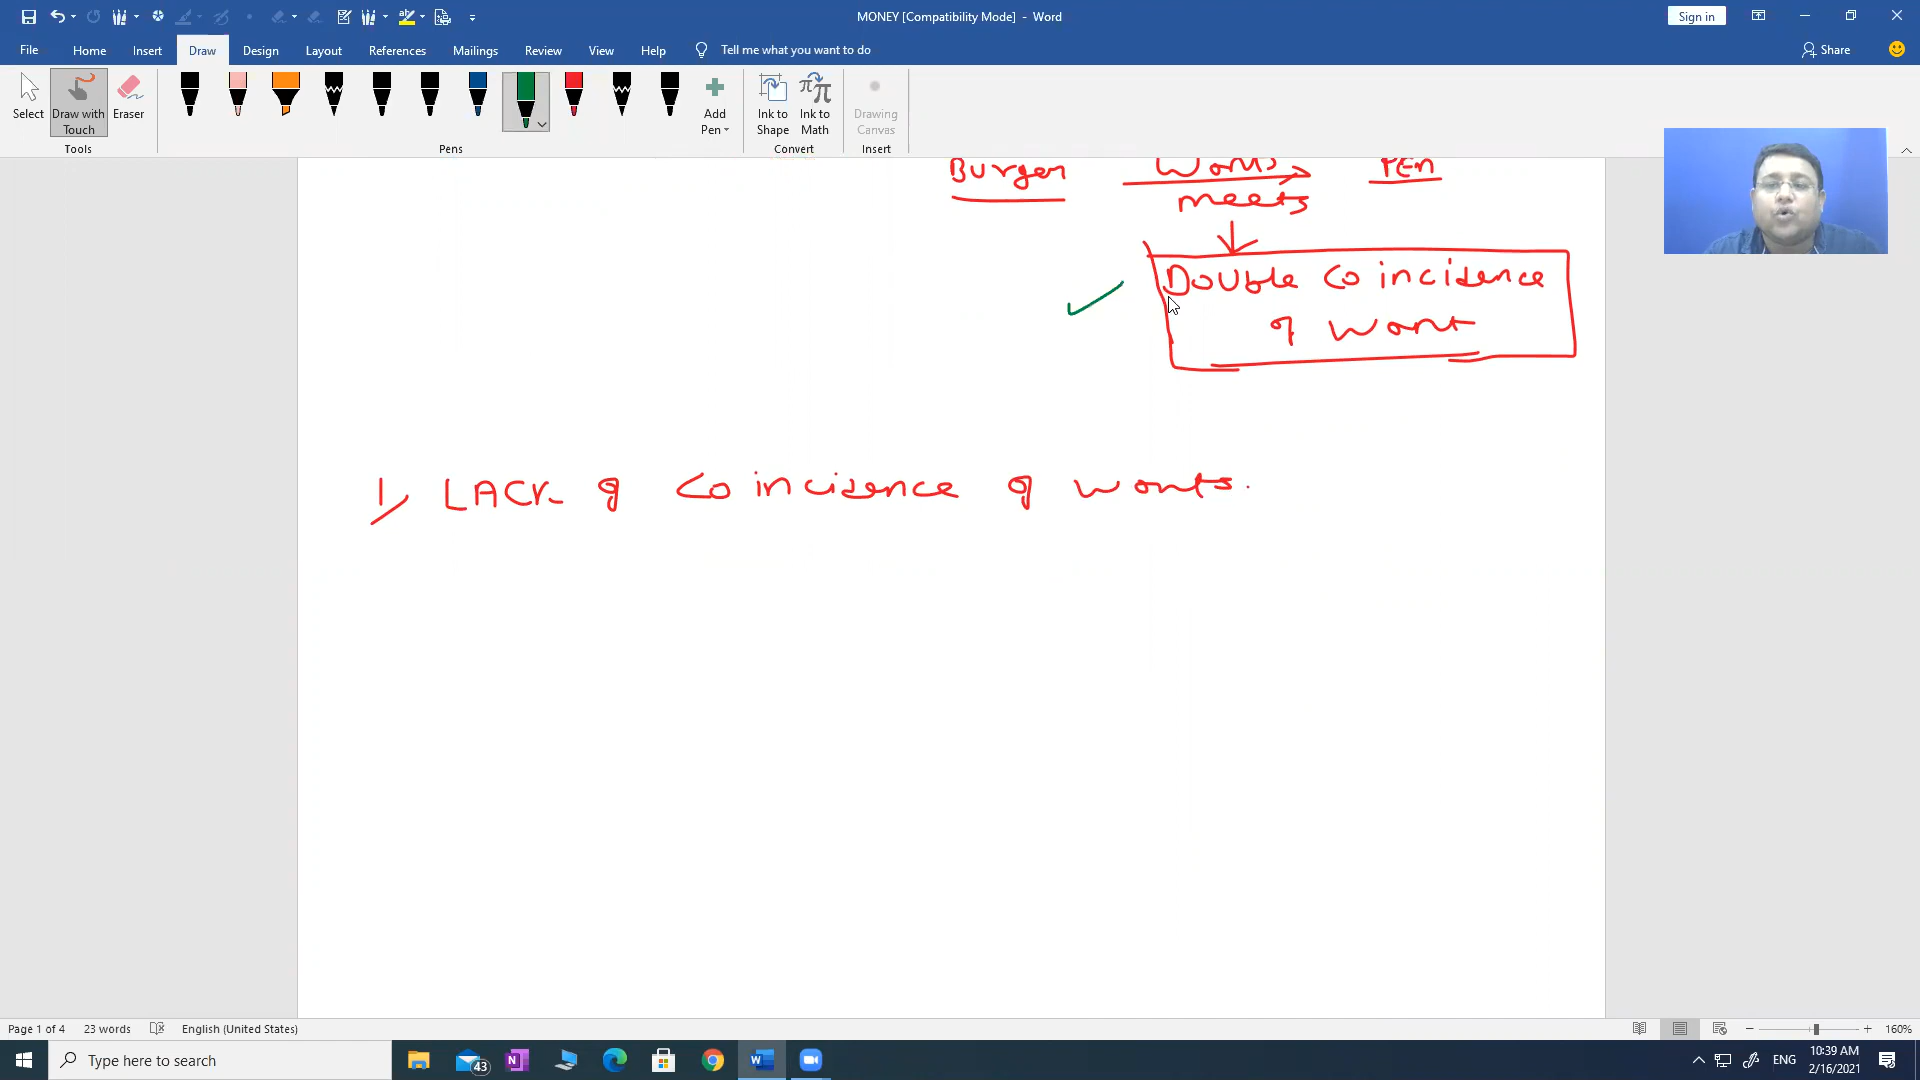 MONEY [Compatibility Mode] - Word
Sign in
File Home Insert Draw Design Layout References Mailings Review View Help Tell me what you want to do
Share
Select
Draw with Touch
Eraser
Add Pen
Ink to Shape
Ink to Math
Drawing Canvas
Tools Pens Convert Insert
Burger Wants PEn
meets
Double Co incidence
of Want
1, LACK of Co incidence of wants.
Page 1 of 4 23 words English (United States)
160%
Type here to search
43
ENG
10:39 AM
2/16/2021